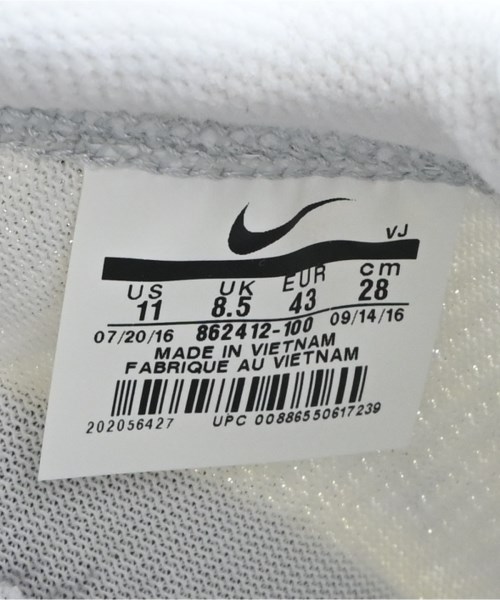 VJ
US UK EUR cm
11 8.5 43 28
07/20/16 862412-100 09/14/16
MADE IN VIETNAM
FABRIQUE AU VIETNAM
202056427 UPC 00886550617239